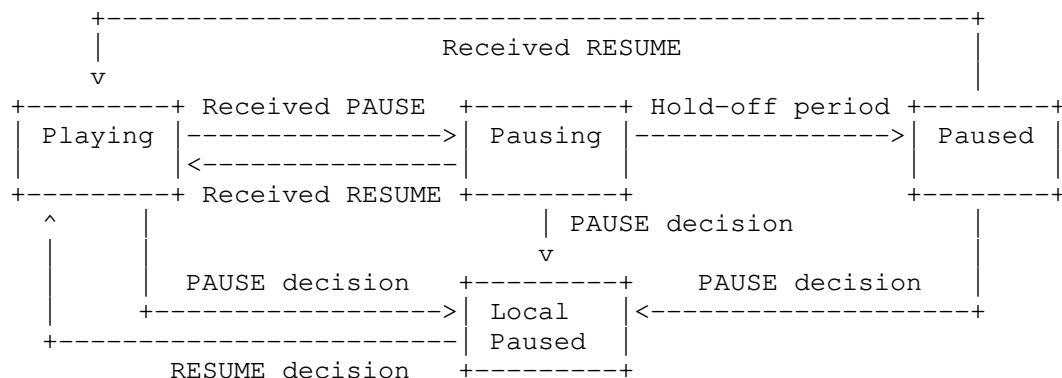 Received RESUME
Received PAUSE Hold-off period
Playing Pausing Paused
Received RESUME
PAUSE decision
PAUSE decision PAUSE decision
Local
Paused
RESUME decision